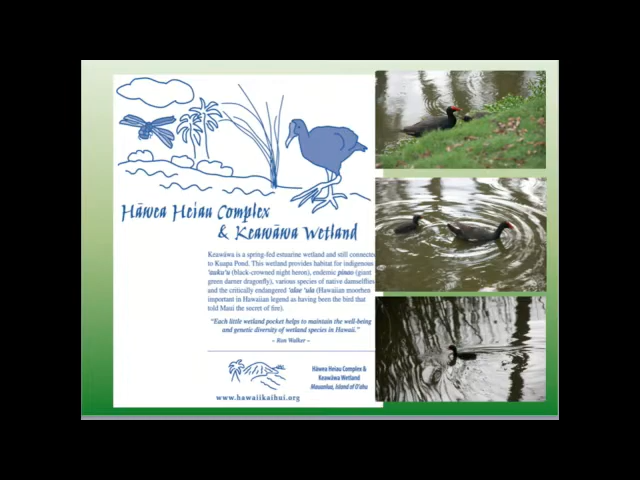 Hāwea Heiau Complex
& Keawāwa Wetland
Keawāwa is a spring-fed estuarine wetland and still connected
to Kuapa Pond. This wetland provides habitat for indigenous
'auku'u (black-crowned night heron), endemic pinao (giant
green darner dragonfly), various species of native damselflies
and the critically endangered 'alae 'ula (Hawaiian moorhen
important in Hawaiian legend as having been the bird that
told Maui the secret of fire).
"Each little wetland pocket helps to maintain the well-being
and genetic diversity of wetland species in Hawaii."
~ Ron Walker ~
Hāwea Heiau Complex &
Keawāwa Wetland
Maunalua, Island of O'ahu
www.hawaiikaihui.org